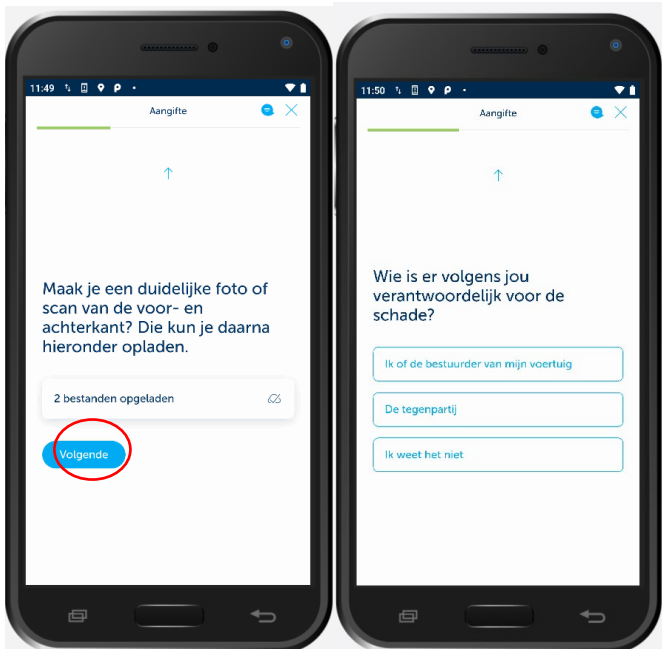 11:49
Aangifte
Maak je een duidelijke foto of
scan van de voor- en
achterkant? Die kun je daarna
hieronder opladen.
2 bestanden opgeladen
Volgende
11:50
Aangifte
Wie is er volgens jou
verantwoordelijk voor de
schade?
Ik of de bestuurder van mijn voertuig
De tegenpartij
Ik weet het niet